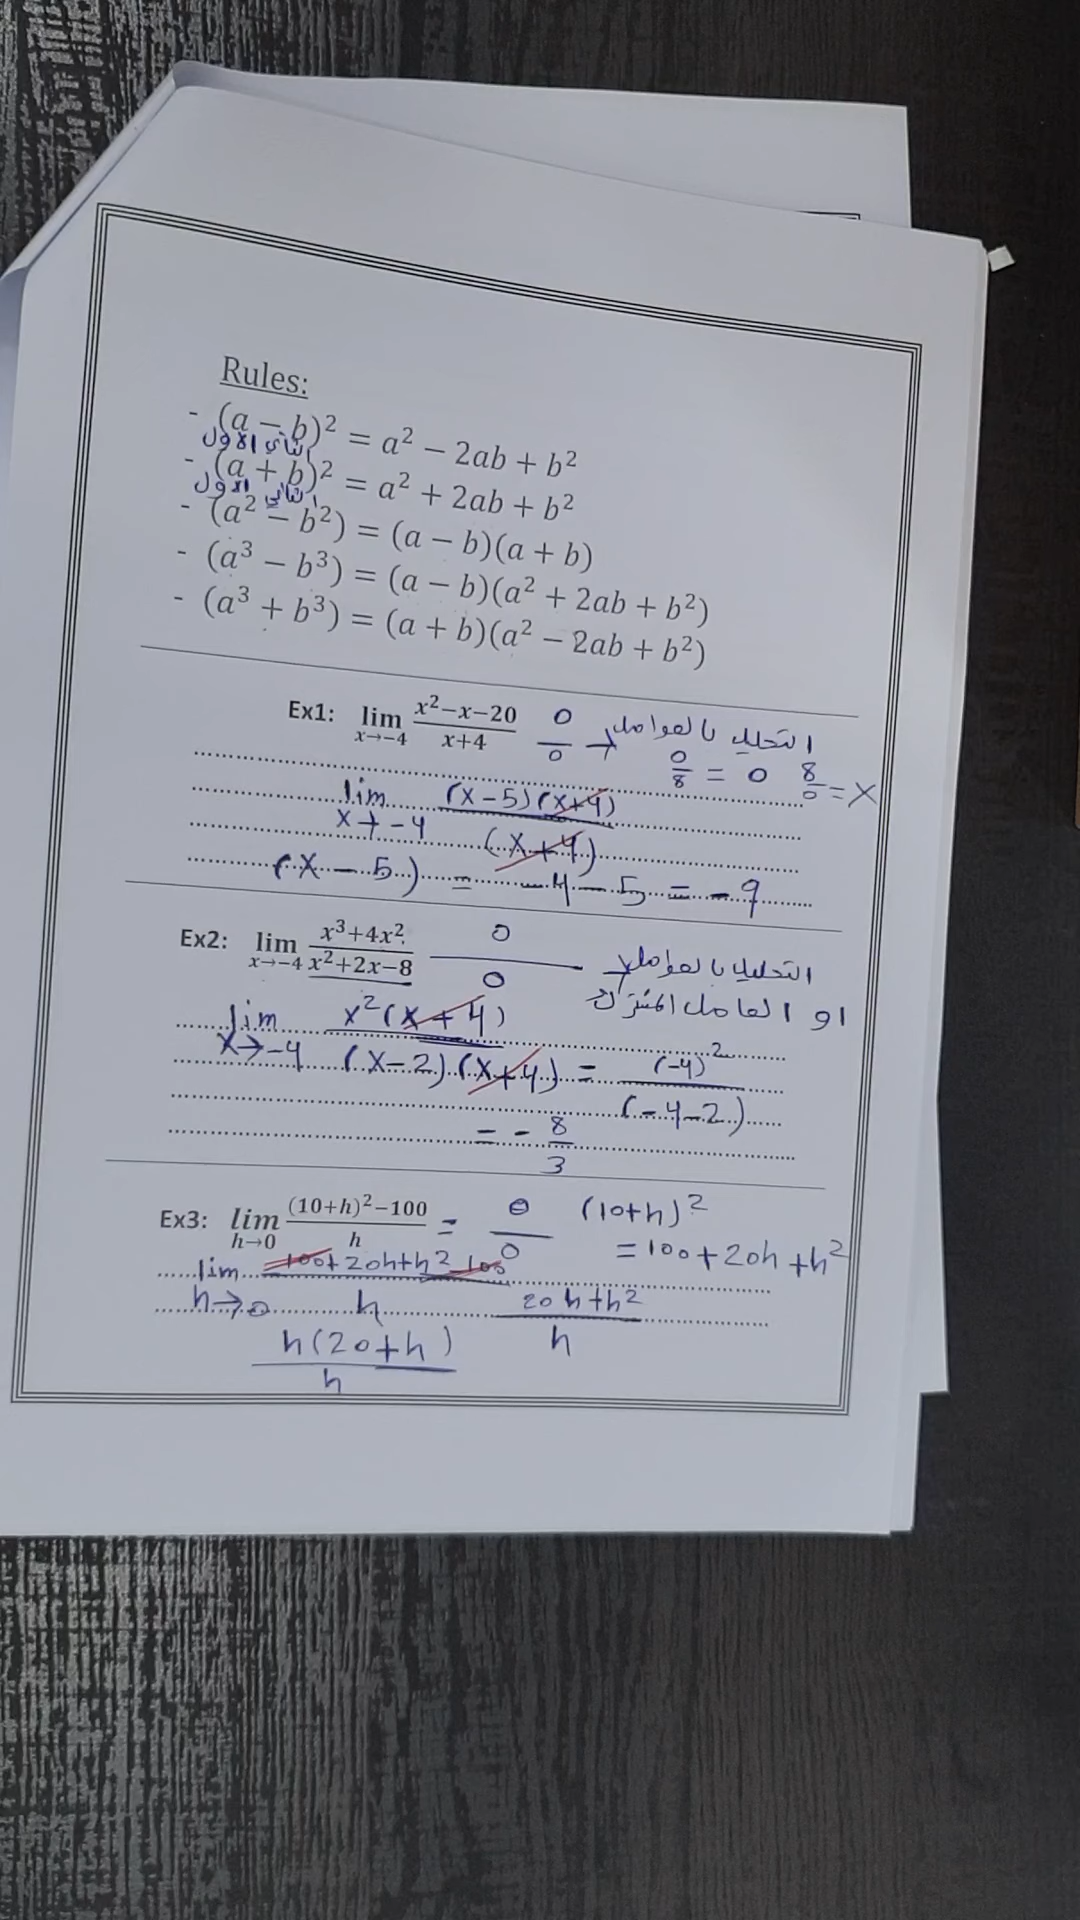 Rules:
- (a − b)² = a² − 2ab + b²
الأول الثاني
- (a + b)² = a² + 2ab + b²
الأول الثاني
- (a² − b²) = (a − b)(a + b)
- (a³ − b³) = (a − b)(a² + 2ab + b²)
- (a³ + b³) = (a + b)(a² − 2ab + b²)
Ex1: lim x→−4 (x²−x−20)/(x+4) 0/0 → التحليل بالعوامل
0/8 = 0 8/0 = X
lim x→−4 (x−5)(x+4)/(x+4)
(x−5) = −4−5 = −9
Ex2: lim x→−4 (x³+4x²)/(x²+2x−8) 0/0 → التحليل بالعوامل
او العامل المشترك
lim x→−4 x²(x+4)/(x−2)(x+4) = (−4)²/(−4−2)
= −8/3
Ex3: lim h→0 ((10+h)²−100)/h = 0/0 (10+h)²
= 100+20h+h²
lim h→0 (100+20h+h²−100)/h (20h+h²)/h
h(20+h)/h